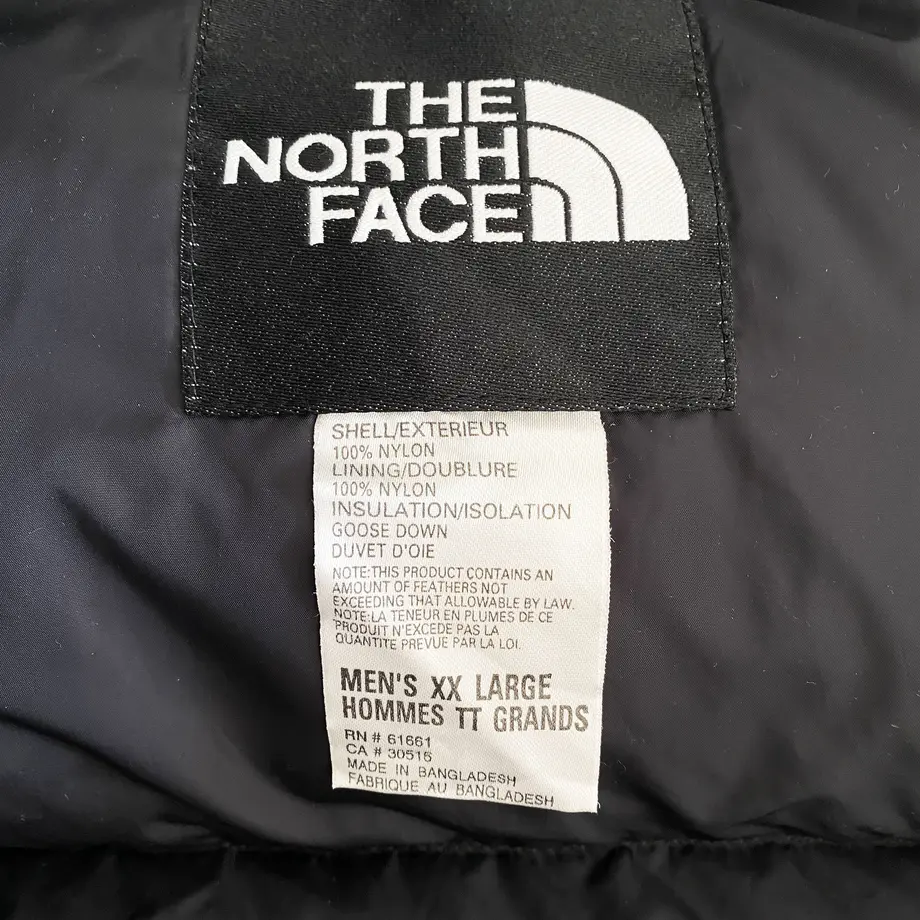 THE
NORTH
FACE
SHELL/EXTERIEUR
100% NYLON
LINING/DOUBLURE
100% NYLON
INSULATION/ISOLATION
GOOSE DOWN
DUVET D'OIE
NOTE:THIS PRODUCT CONTAINS AN
AMOUNT OF FEATHERS NOT
EXCEEDING THAT ALLOWABLE BY LAW.
NOTE:LA TENEUR EN PLUMES DE CE
PRODUIT N'EXCEDE PAS LA
QUANTITE PREVUE PAR LA LOI.
MEN'S XX LARGE
HOMMES TT GRANDS
RN # 61661
CA # 30516
MADE IN BANGLADESH
FABRIQUE AU BANGLADESH